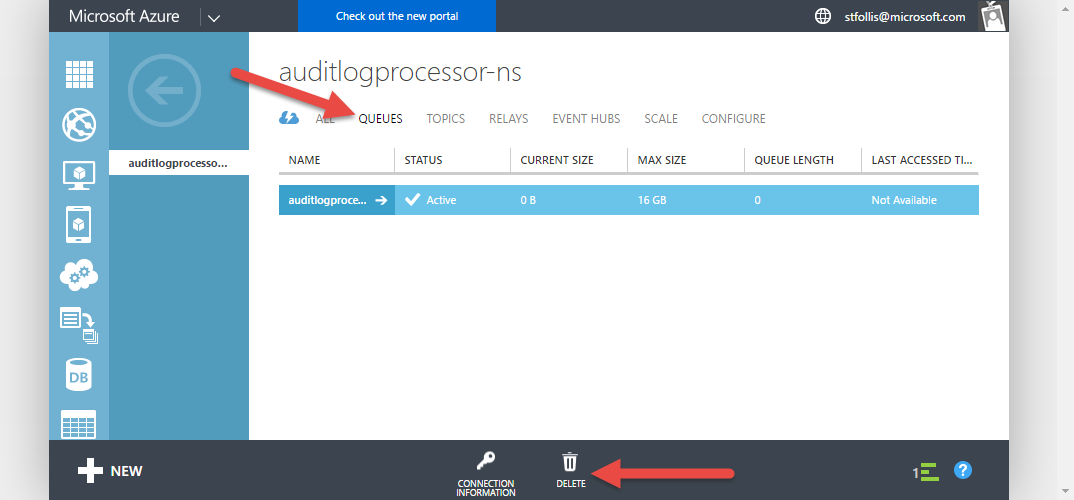 Microsoft Azure
Check out the new portal
stfollis@microsoft.com
auditlogprocessor-ns
ALL QUEUES TOPICS RELAYS EVENT HUBS SCALE CONFIGURE
auditlogprocesso...
NAME STATUS CURRENT SIZE MAX SIZE QUEUE LENGTH LAST ACCESSED TI...
auditlogproce... Active 0 B 16 GB 0 Not Available
DB
NEW
CONNECTION
INFORMATION
DELETE
1
?